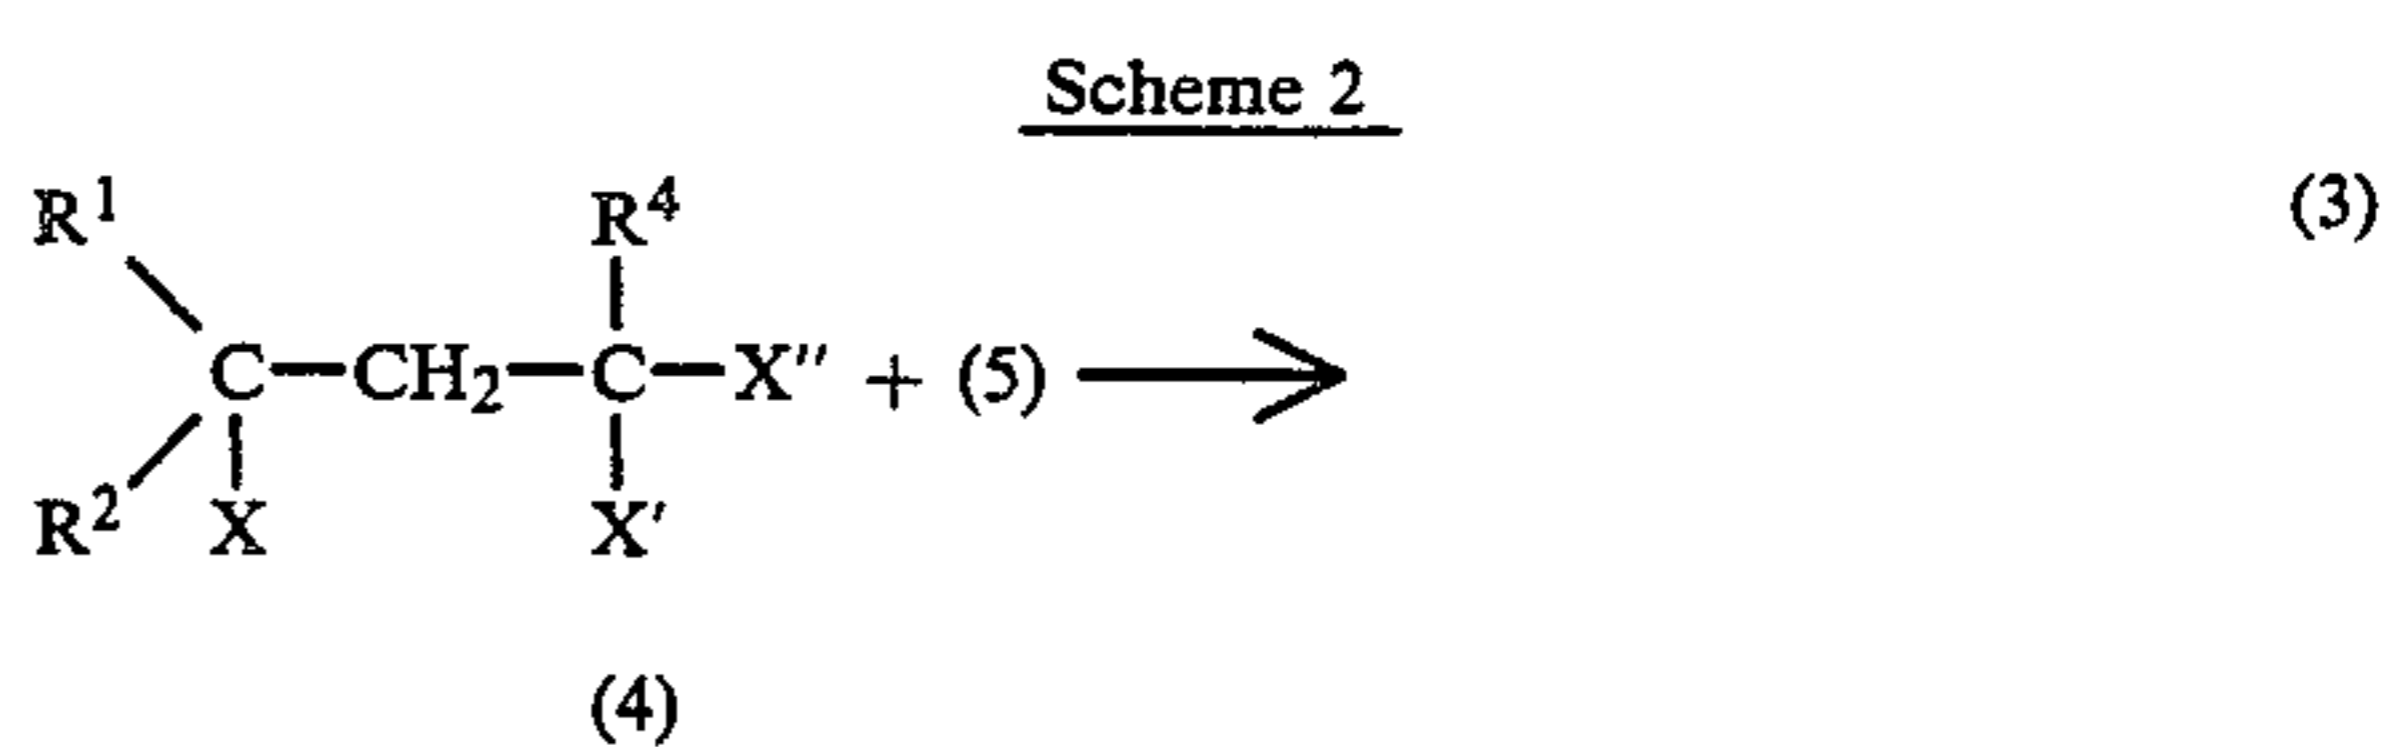 Scheme 2
R¹ R⁴ (3)
C—CH₂—C—X″ + (5) ⟶
R² X X′
(4)